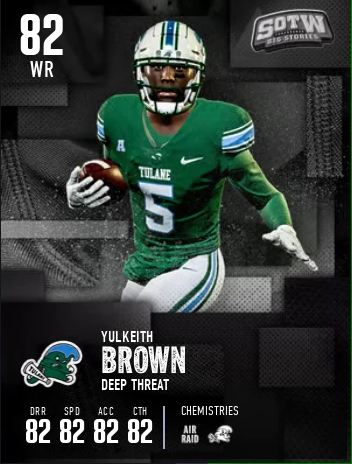 82
WR
SOTW
BIG STORIES
A
TULANE
5
YULKEITH
BROWN
DEEP THREAT
TULANE
DRR SPD ACC CTH
82 82 82 82
CHEMISTRIES
AIR
RAID